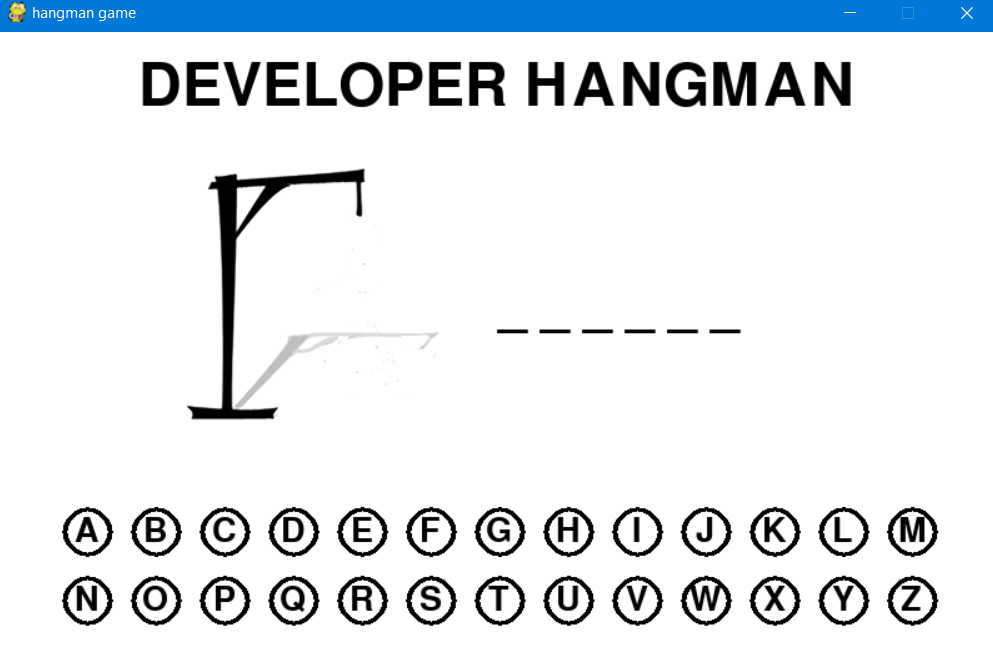 hangman game
DEVELOPER HANGMAN
_ _ _ _ _ _
A B C D E F G H I J K L M
N O P Q R S T U V W X Y Z